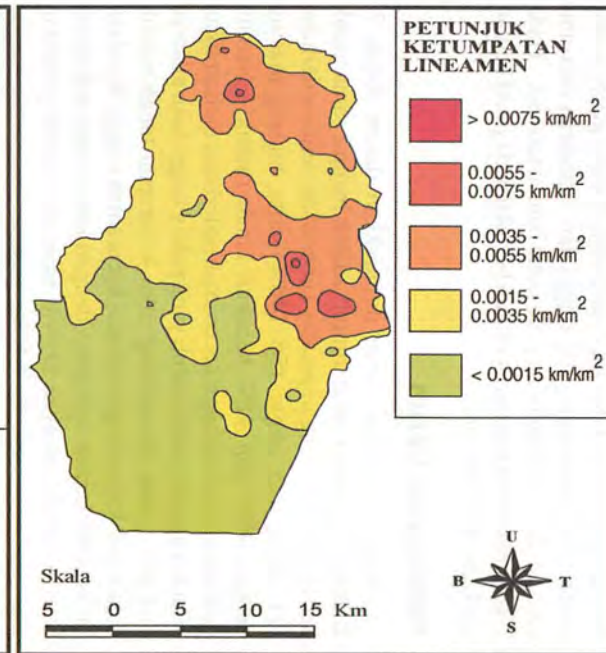 PETUNJUK
KETUMPATAN
LINEAMEN
> 0.0075 km/km²
0.0055 -
0.0075 km/km²
0.0035 -
0.0055 km/km²
0.0015 -
0.0035 km/km²
< 0.0015 km/km²
Skala
5 0 5 10 15 Km
U
B T
S